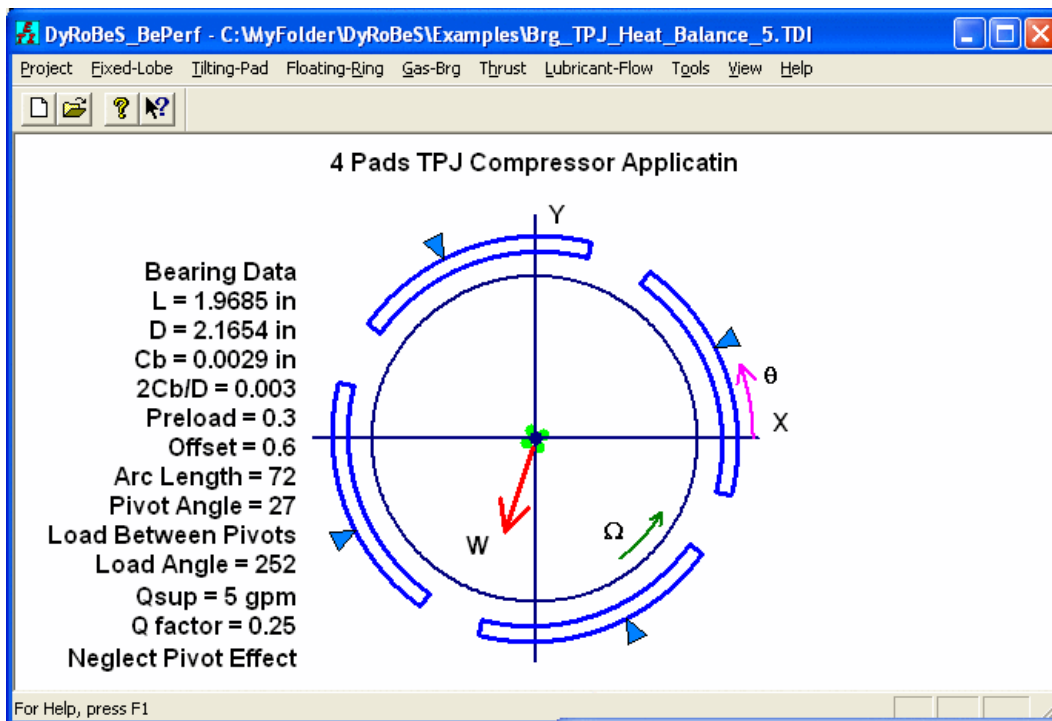 DyRoBeS_BePerf - C:\MyFolder\DyRoBeS\Examples\Brg_TPJ_Heat_Balance_5.TDI
Project Fixed-Lobe Tilting-Pad Floating-Ring Gas-Brg Thrust Lubricant-Flow Tools View Help
4 Pads TPJ Compressor Applicatin
Y
Bearing Data
L = 1.9685 in
D = 2.1654 in
Cb = 0.0029 in
2Cb/D = 0.003
Preload = 0.3
Offset = 0.6
Arc Length = 72
Pivot Angle = 27
Load Between Pivots
Load Angle = 252
Qsup = 5 gpm
Q factor = 0.25
Neglect Pivot Effect
θ
X
Ω
W
For Help, press F1